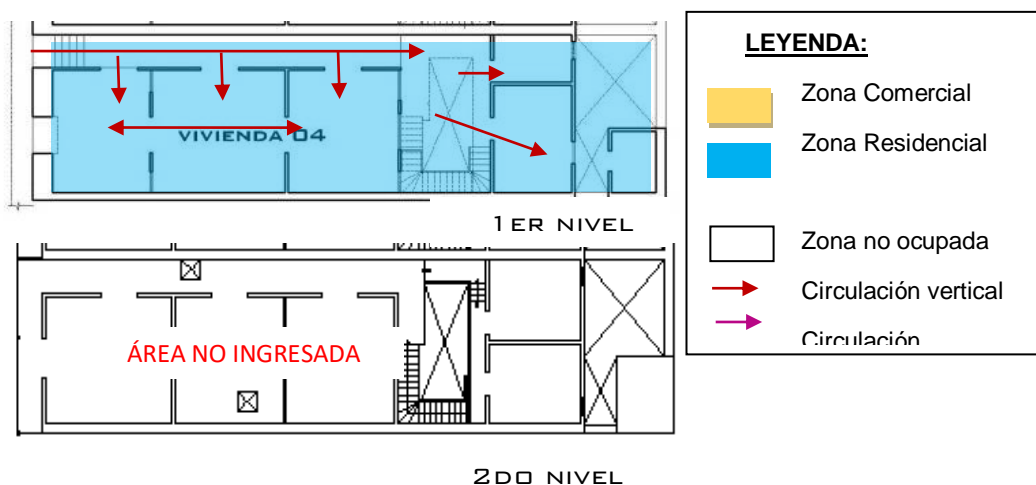 VIVIENDA 04
1ER NIVEL
ÁREA NO INGRESADA
2DO NIVEL
LEYENDA:
Zona Comercial
Zona Residencial
Zona no ocupada
Circulación vertical
Circulación